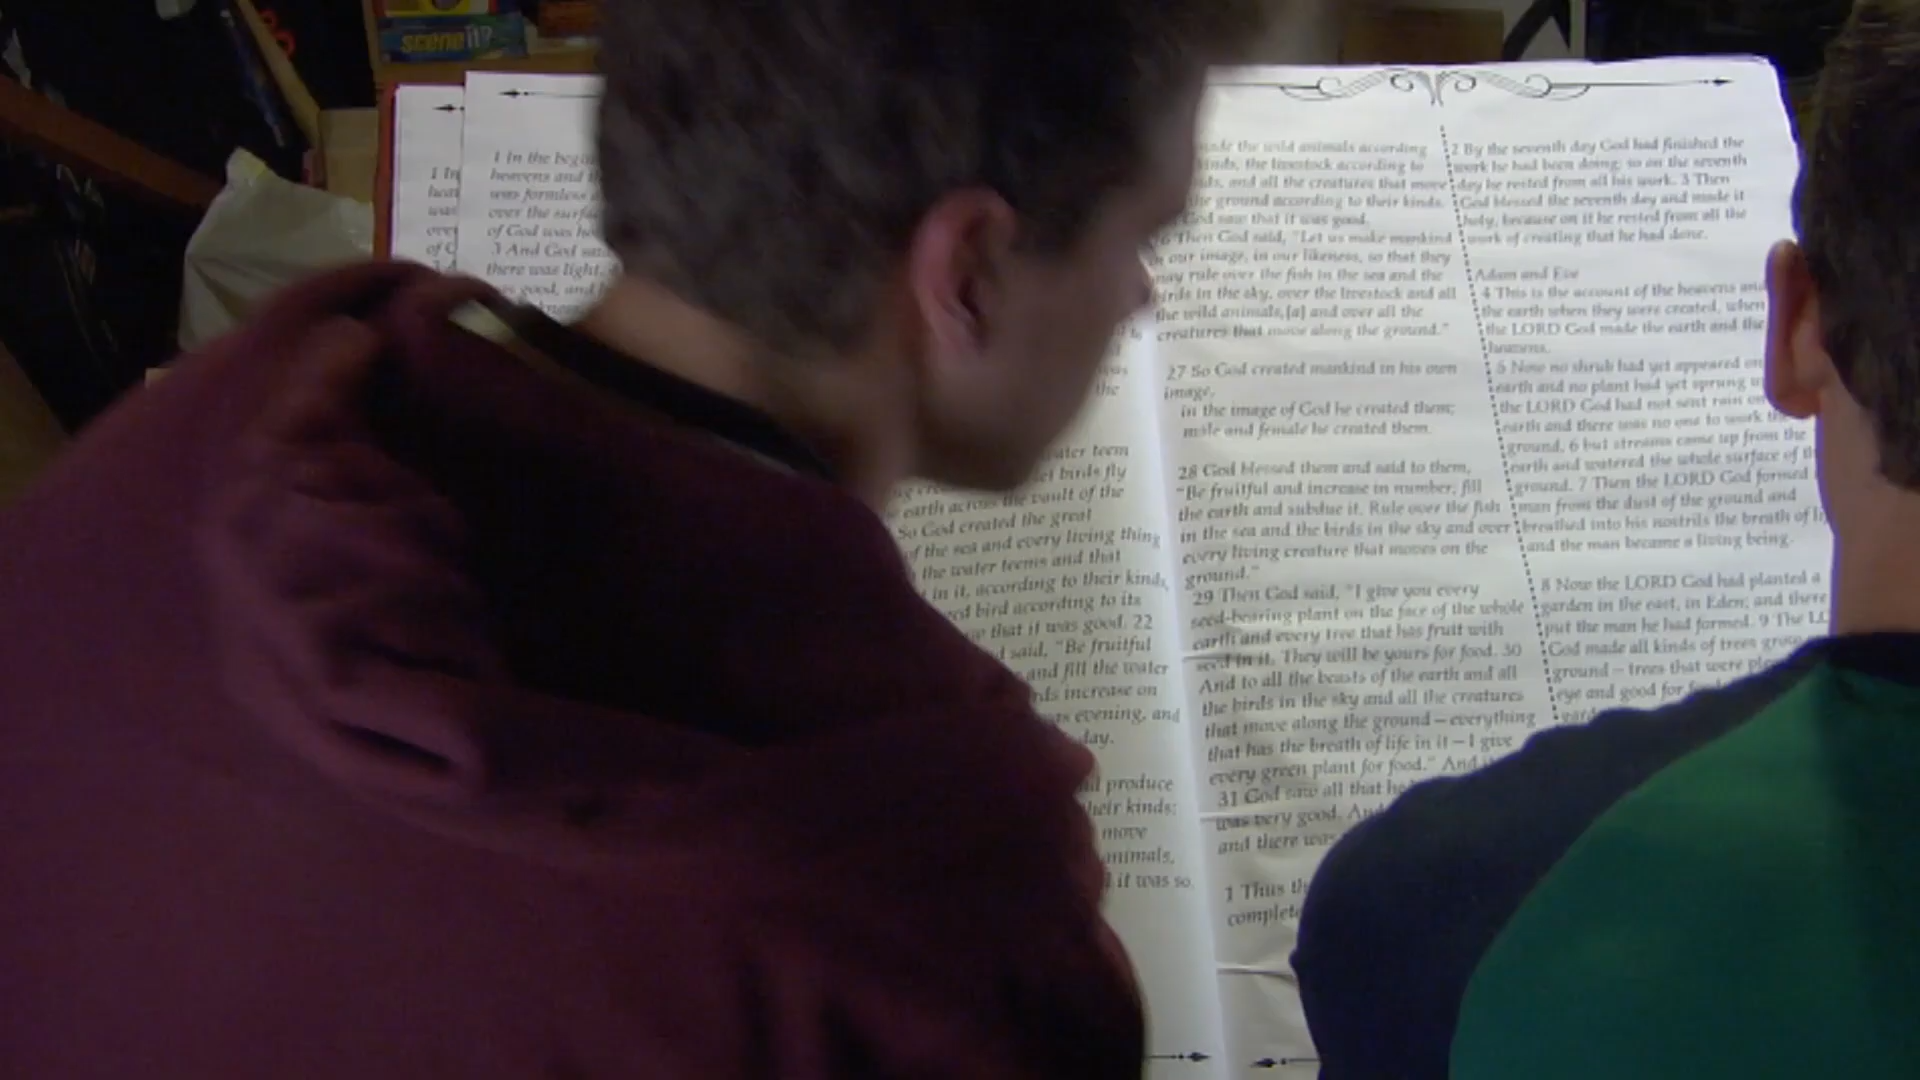 scene it?
1 In
of G
1 In the begin
heavens and th
was formless a
over the surfac
of God was ho
3 And God said
there was light,
was good, and h
was
the
water teem
let birds fly
earth across the vault of the
So God created the great
of the sea and every living thing
the water teems and that
in it, according to their kinds,
bird according to its
that it was good. 22
said, "Be fruitful
and fill the water
increase on
was evening, and
day.
produce
their kinds:
move
animals,
it was so.
made the wild animals according
kinds, the livestock according to
and all the creatures that move
the ground according to their kinds.
God saw that it was good.
26 Then God said, "Let us make mankind
in our image, in our likeness, so that they
may rule over the fish in the sea and the
birds in the sky, over the livestock and all
the wild animals,[a] and over all the
creatures that move along the ground."
27 So God created mankind in his own
image,
in the image of God he created them;
male and female he created them.
28 God blessed them and said to them,
"Be fruitful and increase in number; fill
the earth and subdue it. Rule over the fish
in the sea and the birds in the sky and over
every living creature that moves on the
ground."
29 Then God said, "I give you every
seed-bearing plant on the face of the whole
earth and every tree that has fruit with
seed in it. They will be yours for food. 30
And to all the beasts of the earth and all
the birds in the sky and all the creatures
that move along the ground – everything
that has the breath of life in it – I give
every green plant for food." And it
31 God saw all that he
was very good. And
and there was
1 Thus th
complete
2 By the seventh day God had finished the
work he had been doing; so on the seventh
day he rested from all his work. 3 Then
God blessed the seventh day and made it
holy, because on it he rested from all the
work of creating that he had done.
Adam and Eve
4 This is the account of the heavens and
the earth when they were created, when
the LORD God made the earth and the
heavens.
5 Now no shrub had yet appeared on
earth and no plant had yet sprung up
the LORD God had not sent rain on
earth and there was no one to work the
ground, 6 but streams came up from the
earth and watered the whole surface of th
ground. 7 Then the LORD God formed
man from the dust of the ground and
breathed into his nostrils the breath of li
and the man became a living being.
8 Now the LORD God had planted a
garden in the east, in Eden; and there
put the man he had formed. 9 The LO
God made all kinds of trees grow
ground – trees that were plea
eye and good for food
gard